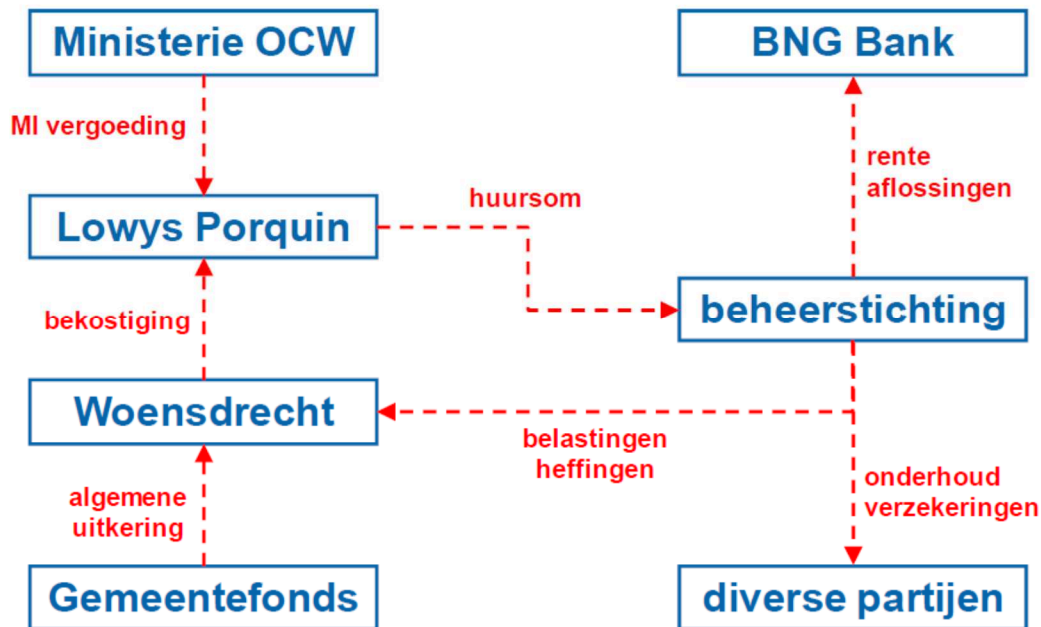 Ministerie OCW
BNG Bank
MI vergoeding
rente
aflossingen
huursom
Lowys Porquin
bekostiging
beheerstichting
Woensdrecht
belastingen
heffingen
algemene
uitkering
onderhoud
verzekeringen
Gemeentefonds
diverse partijen